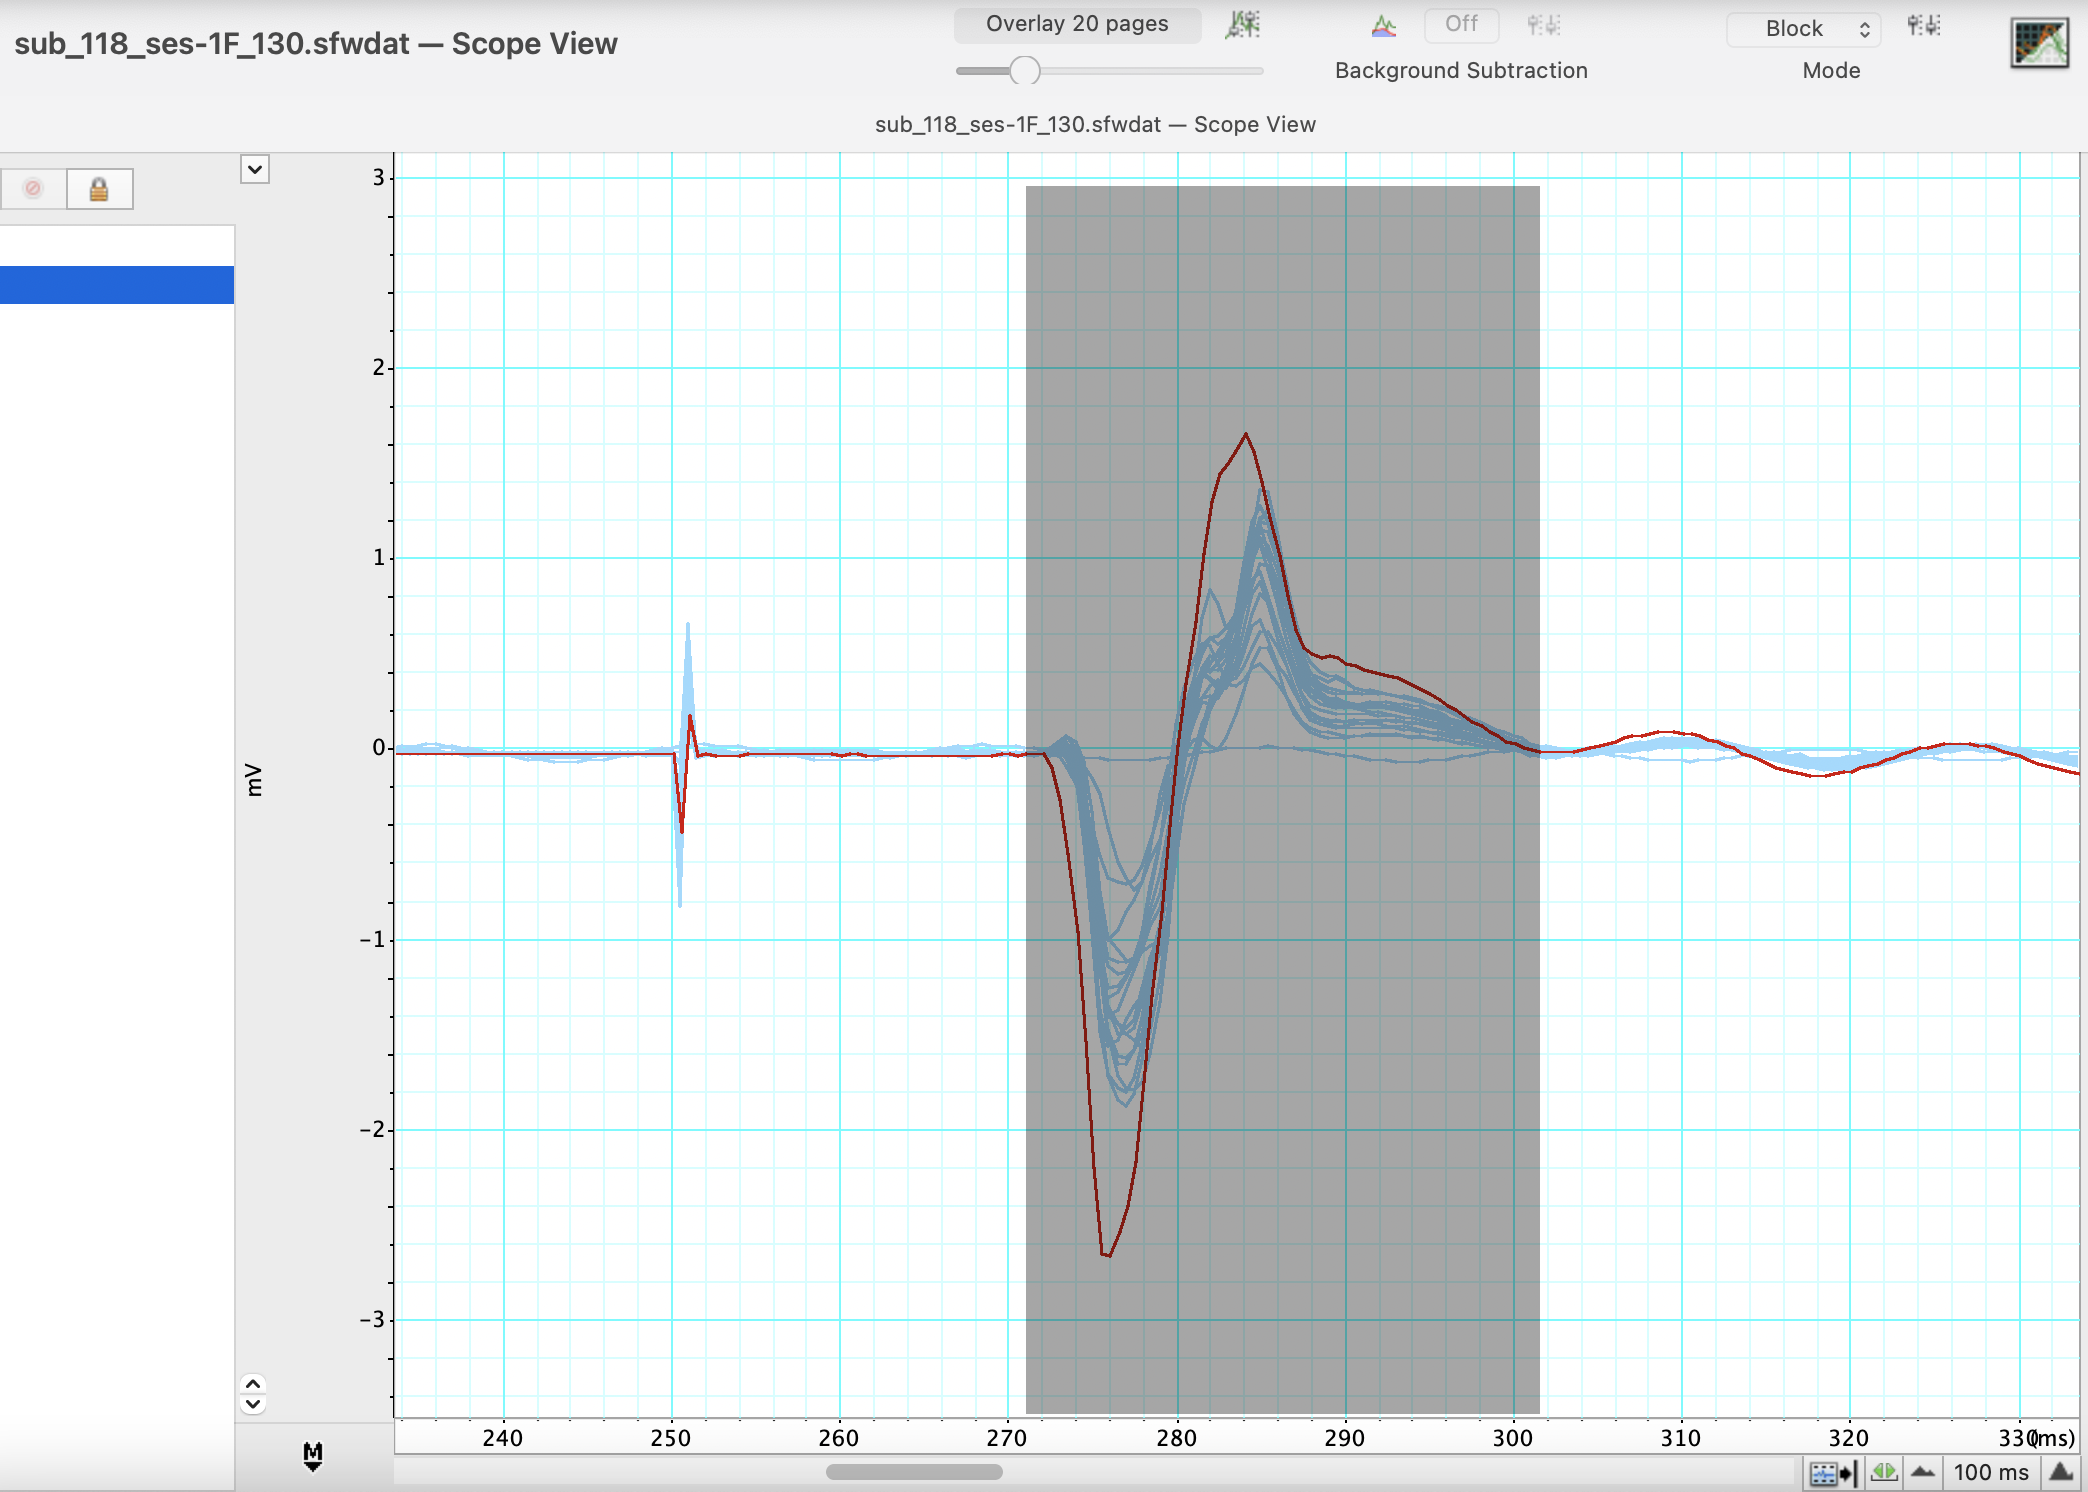 sub_118_ses-1F_130.sfwdat — Scope View
Overlay 20 pages
Off
Block
Background Subtraction
Mode
sub_118_ses-1F_130.sfwdat — Scope View
3
2
1
0
mV
−1
−2
−3
240 250 260 270 280 290 300 310 320 330 (ms)
M
100 ms